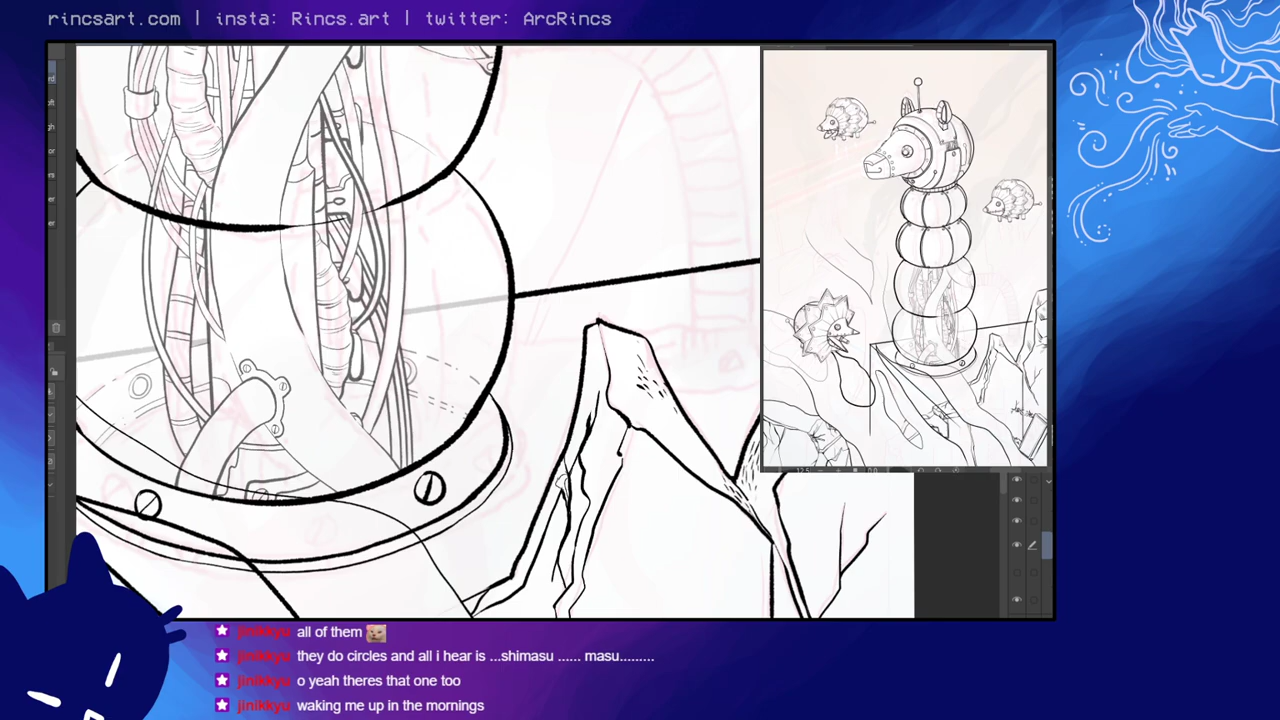 rincsart.com | insta: Rincs.art | twitter: ArcRincs
jinikkyu all of them
jinikkyu they do circles and all i hear is ...shimasu ...... masu.........
jinikkyu o yeah theres that one too
jinikkyu waking me up in the mornings